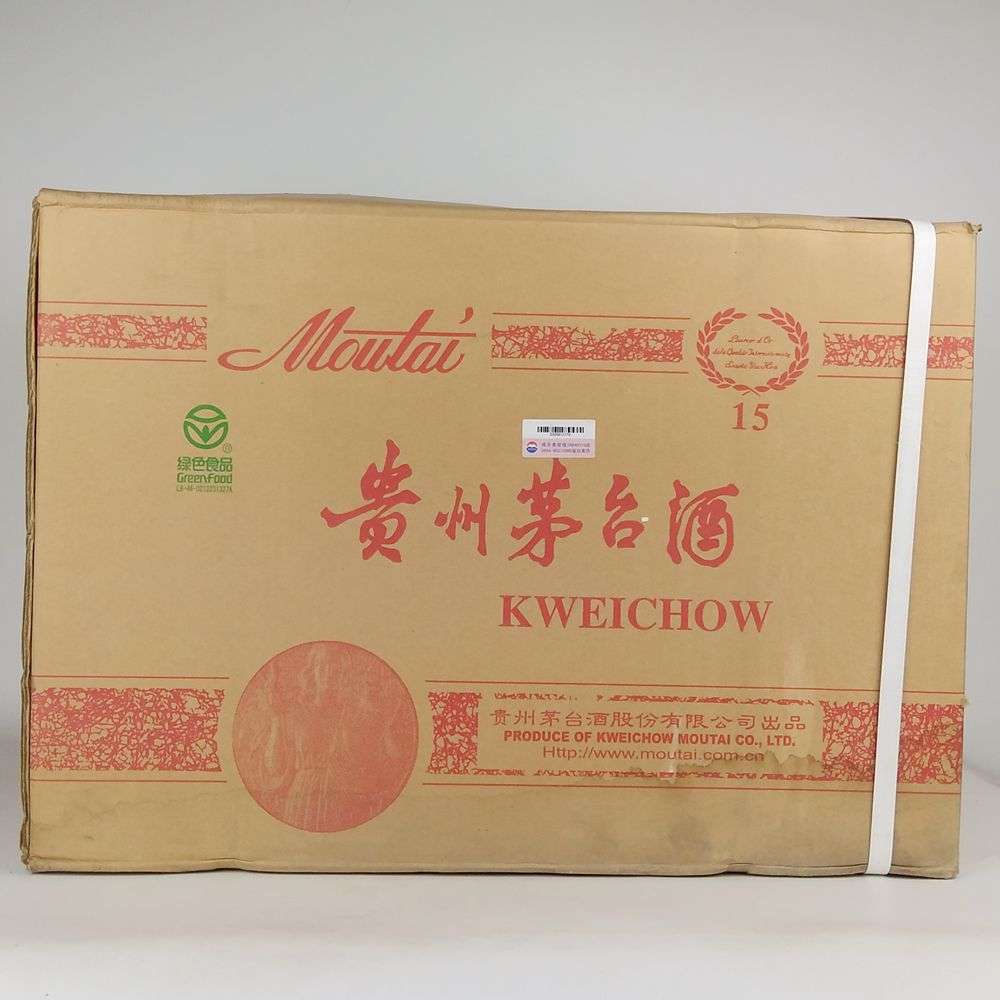 Moutai
15
绿色食品
®
GreenFood
贵州茅台酒
KWEICHOW
贵州茅台酒股份有限公司出品
PRODUCE OF KWEICHOW MOUTAI CO., LTD.
Http://www.moutai.com.cn